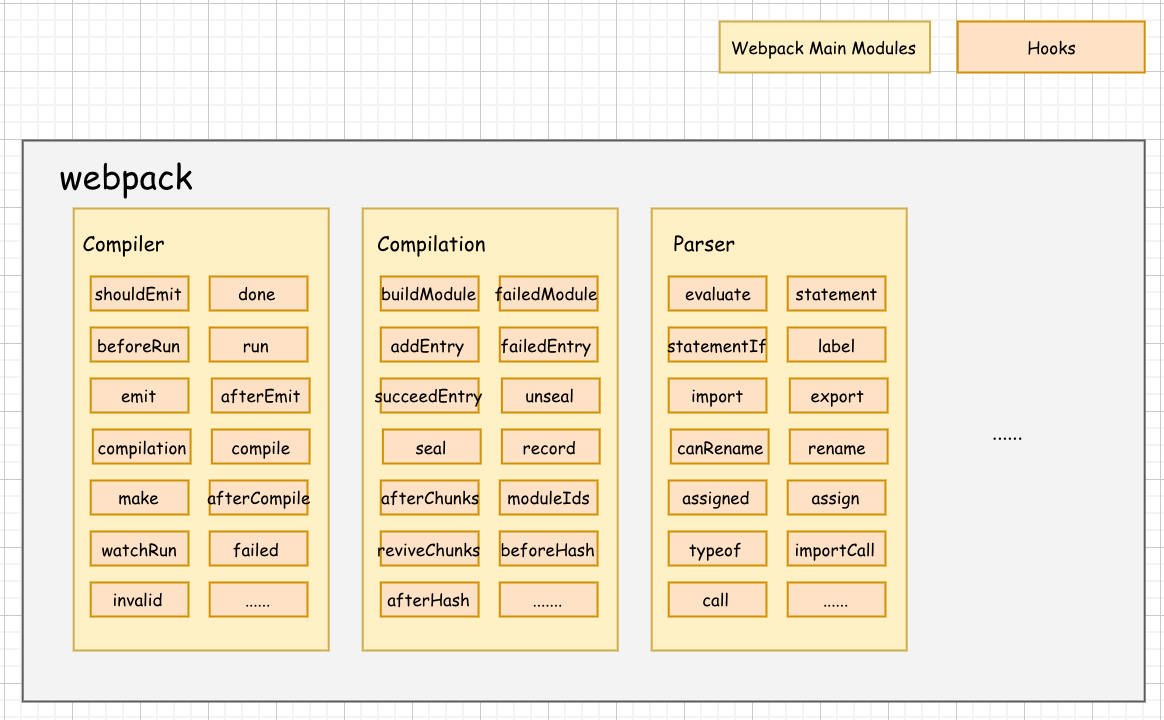 Webpack Main Modules
Hooks
webpack
Compiler
shouldEmit done
beforeRun run
emit afterEmit
compilation compile
make afterCompile
watchRun failed
invalid ......
Compilation
buildModule failedModule
addEntry failedEntry
succeedEntry unseal
seal record
afterChunks moduleIds
reviveChunks beforeHash
afterHash .......
Parser
evaluate statement
statementIf label
import export
canRename rename
assigned assign
typeof importCall
call ......
......